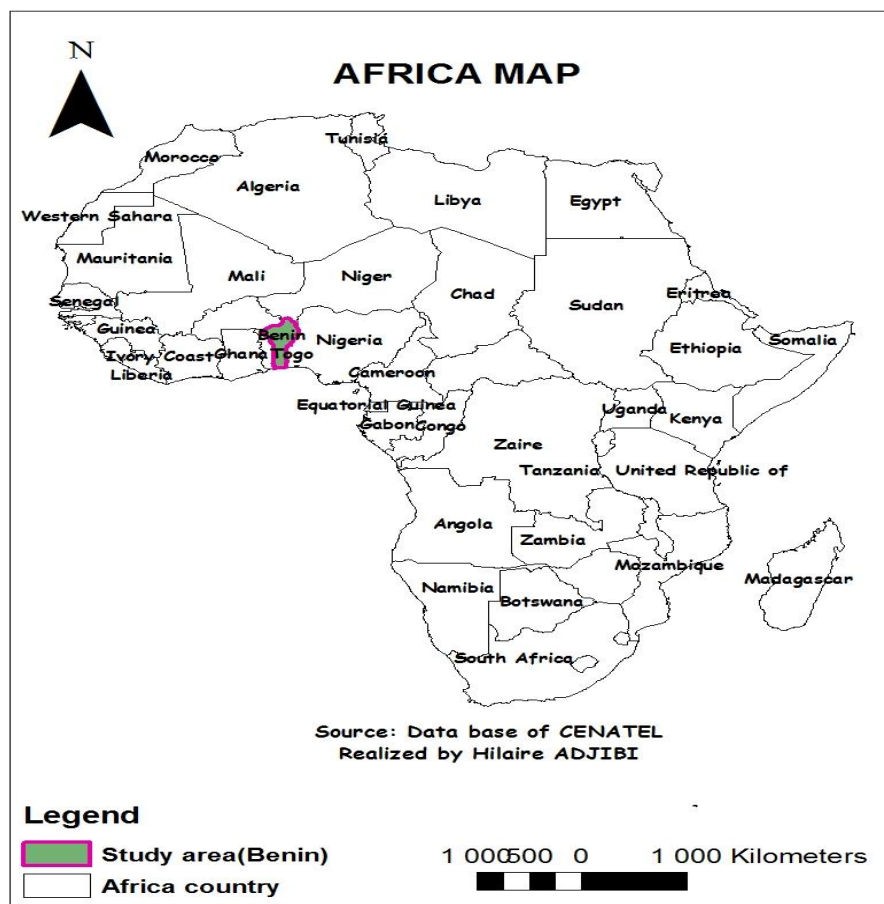 N
AFRICA MAP
Tunisia
Morocco
Algeria
Libya
Egypt
Western Sahara
Mauritania
Mali
Niger
Chad
Sudan
Eritrea
Senegal
Guinea
Benin
Nigeria
Somalia
Ivory Coast
Ghana
Togo
Ethiopia
Liberia
Cameroon
Equatorial Guinea
Uganda
Kenya
Gabon
Congo
Zaire
Tanzania, United Republic of
Angola
Zambia
Mozambique
Madagascar
Namibia
Botswana
South Africa
Source: Data base of CENATEL
Realized by Hilaire ADJIBI
Legend
Study area(Benin)
Africa country
1 000500 0 1 000 Kilometers